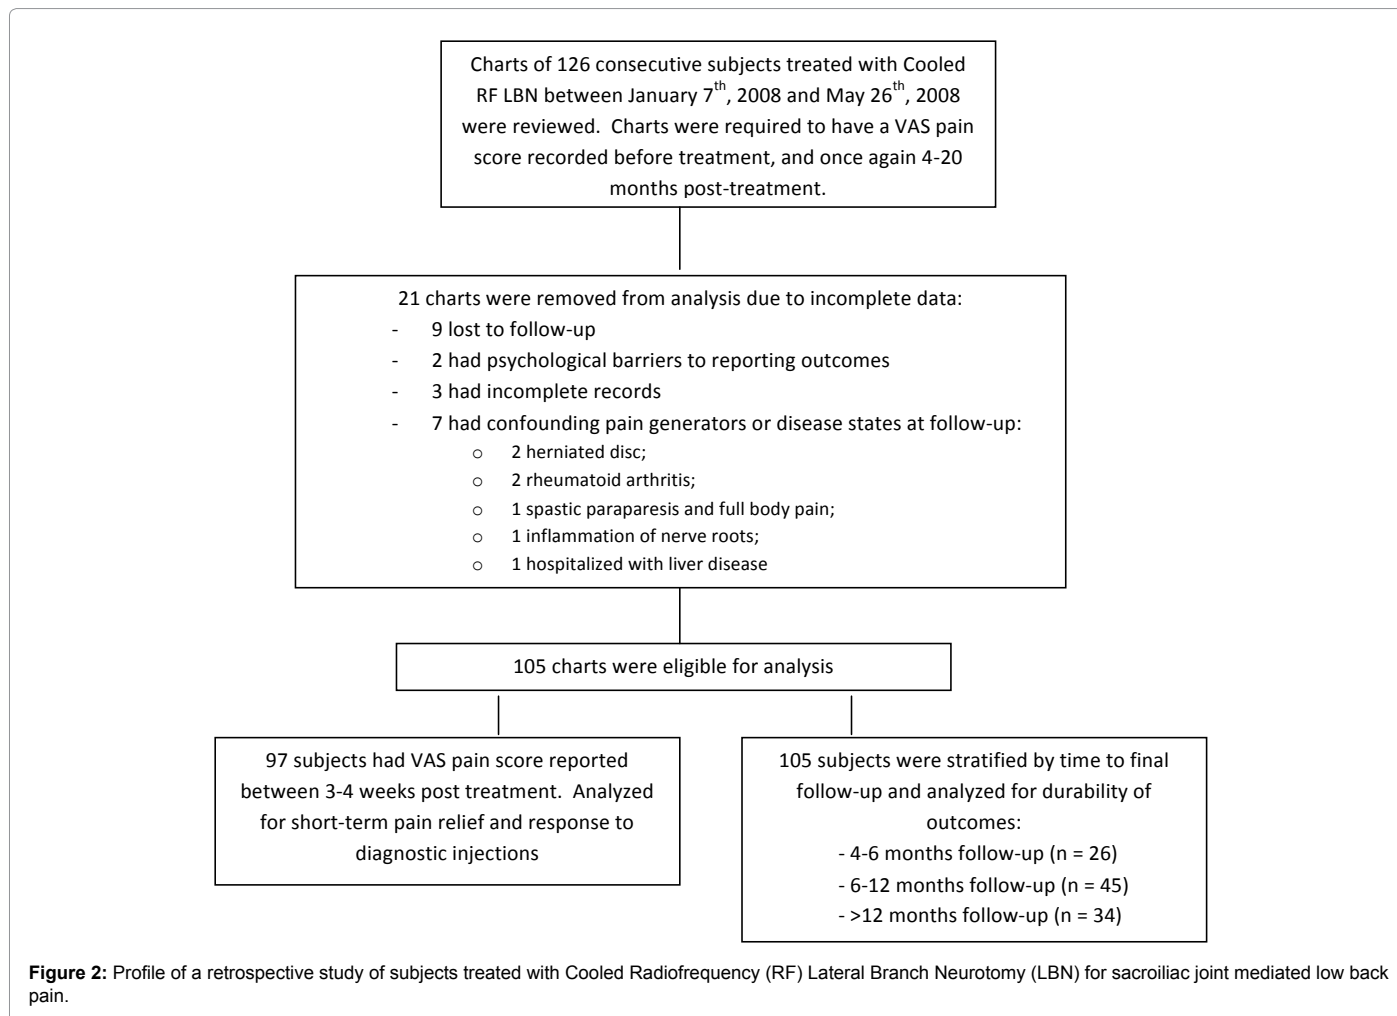 Charts of 126 consecutive subjects treated with Cooled
RF LBN between January 7th, 2008 and May 26th, 2008
were reviewed. Charts were required to have a VAS pain
score recorded before treatment, and once again 4-20
months post-treatment.
21 charts were removed from analysis due to incomplete data:
- 9 lost to follow-up
- 2 had psychological barriers to reporting outcomes
- 3 had incomplete records
- 7 had confounding pain generators or disease states at follow-up:
o 2 herniated disc;
o 2 rheumatoid arthritis;
o 1 spastic paraparesis and full body pain;
o 1 inflammation of nerve roots;
o 1 hospitalized with liver disease
105 charts were eligible for analysis
97 subjects had VAS pain score reported
between 3-4 weeks post treatment. Analyzed
for short-term pain relief and response to
diagnostic injections
105 subjects were stratified by time to final
follow-up and analyzed for durability of
outcomes:
- 4-6 months follow-up (n = 26)
- 6-12 months follow-up (n = 45)
- >12 months follow-up (n = 34)
Figure 2: Profile of a retrospective study of subjects treated with Cooled Radiofrequency (RF) Lateral Branch Neurotomy (LBN) for sacroiliac joint mediated low back
pain.